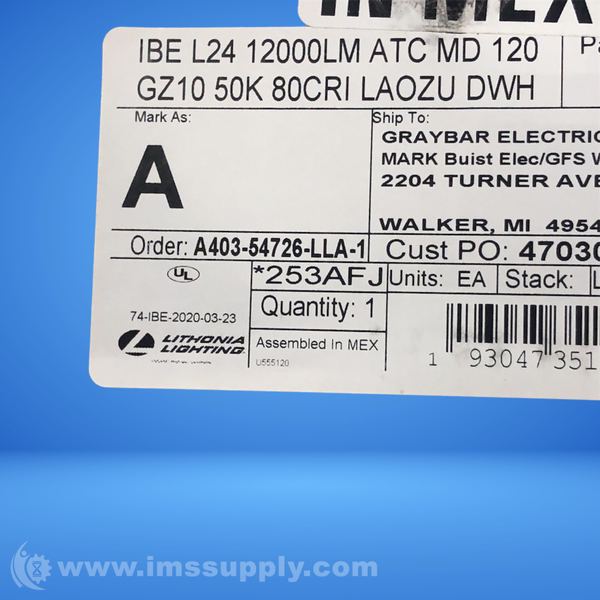 IN MEX
IBE L24 12000LM ATC MD 120
GZ10 50K 80CRI LAOZU DWH
Pa
Mark As:
A
Ship To:
GRAYBAR ELECTRIC
MARK Buist Elec/GFS W
2204 TURNER AVE
WALKER, MI 4954
Order: A403-54726-LLA-1
Cust PO: 47030
UL
*253AFJ
Units: EA
Stack:
L
74-IBE-2020-03-23
Quantity: 1
LITHONIA
LIGHTING
Assembled In MEX
U555120
1 93047 351
www.imssupply.com